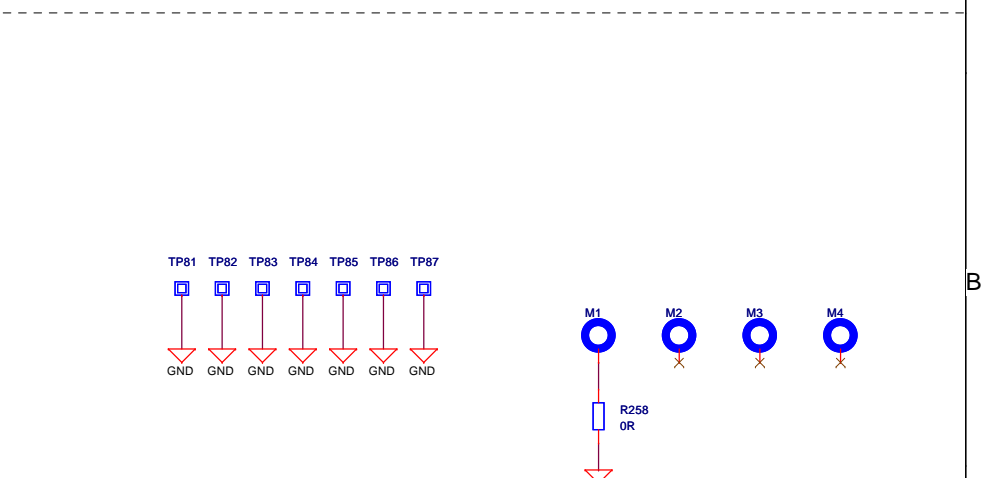 TP81 TP82 TP83 TP84 TP85 TP86 TP87
B
M1 M2 M3 M4
GND GND GND GND GND GND GND
R258
0R